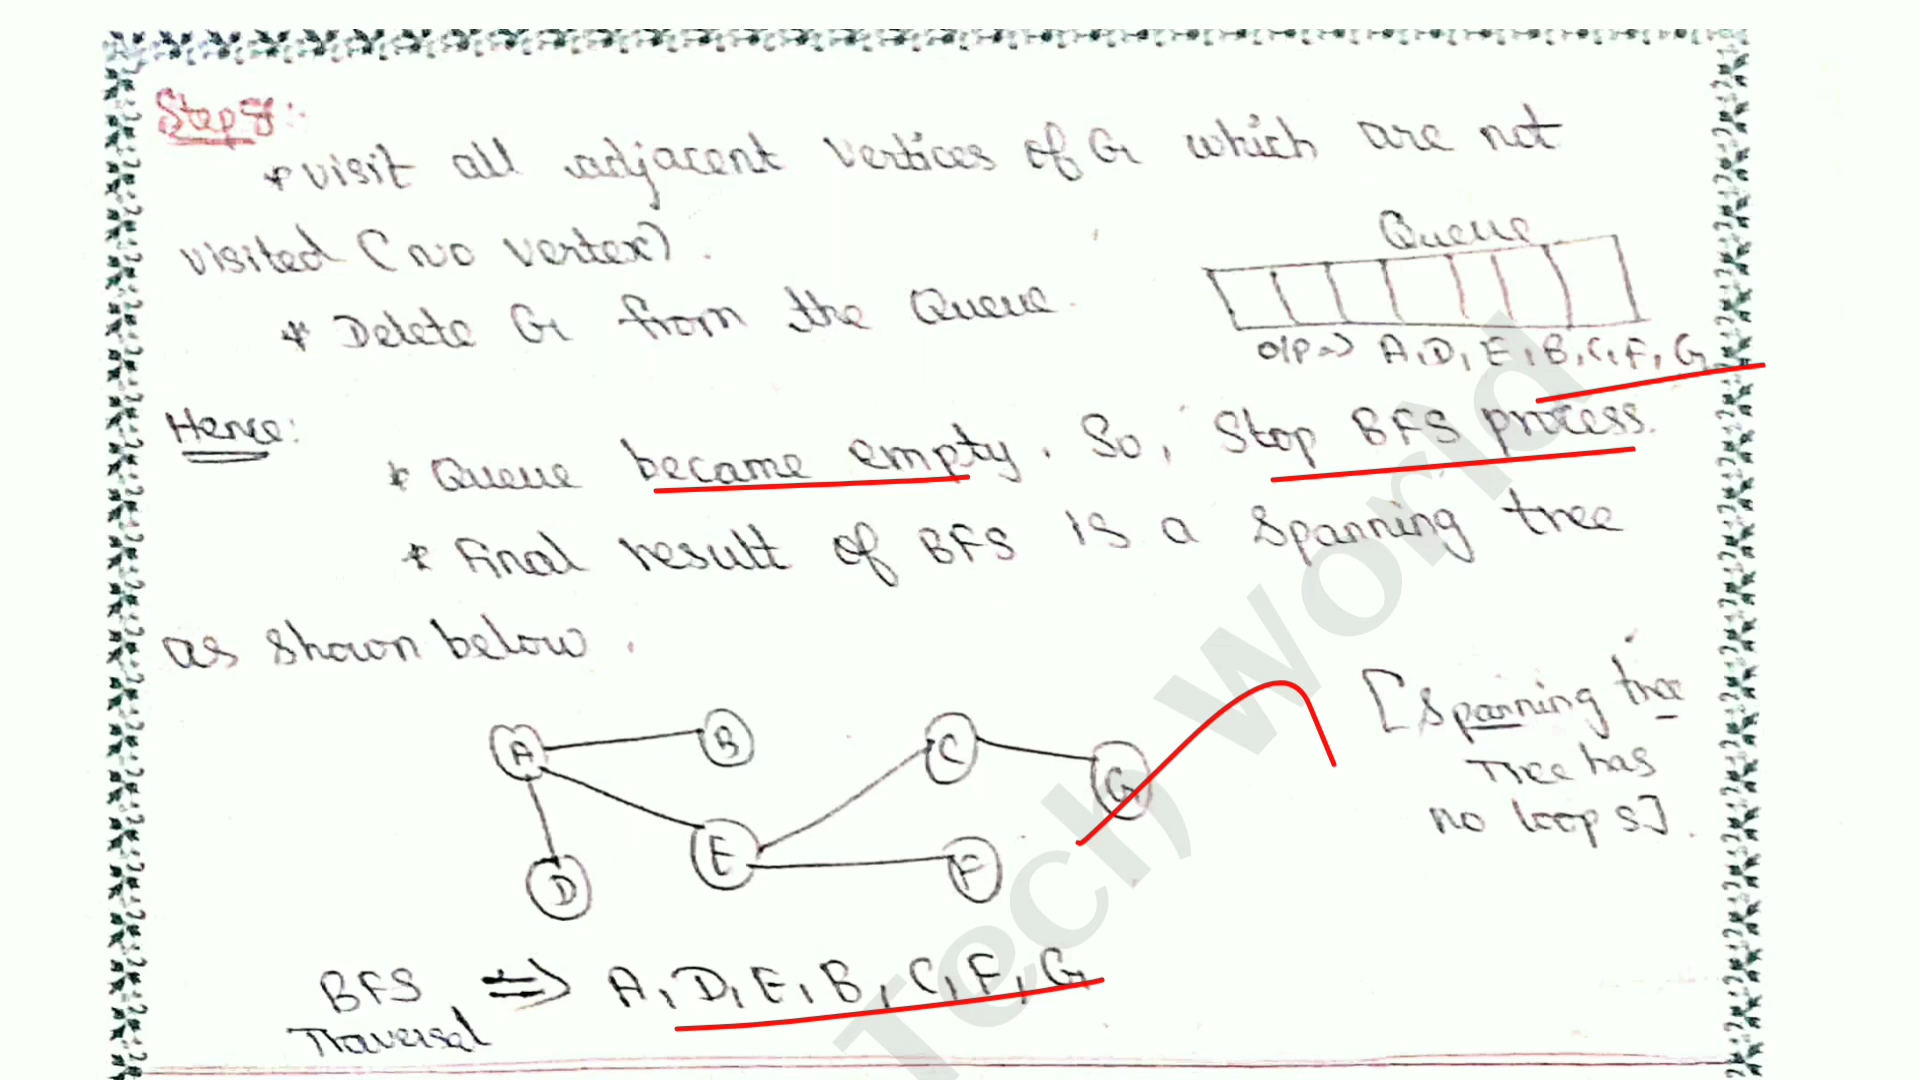 Step 8:-
* visit all adjacent vertices of G which are not
visited (no vertex).
* Delete G from the Queue.
Queue
o/p => A, D, E, B, C, F, G
Hence:
* Queue became empty. So, Stop BFS process.
* final result of BFS is a spanning tree
as shown below.
A
B
C
G
E
F
D
[spanning tree
Tree has
no loops].
BFS => A, D, E, B, C, F, G
Traversal
Tech World